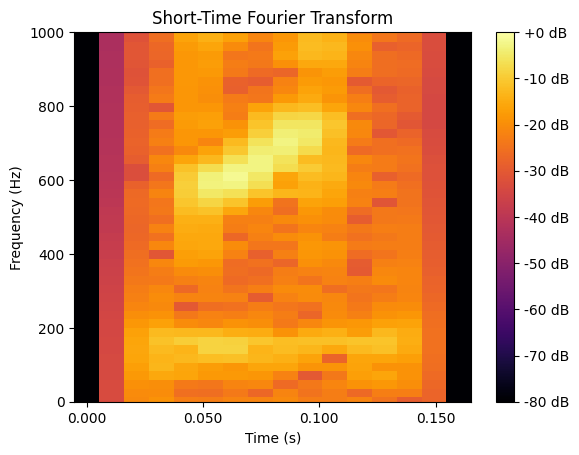 Short-Time Fourier Transform
Frequency (Hz)
1000
800
600
400
200
0
0.000
0.050
0.100
0.150
Time (s)
+0 dB
-10 dB
-20 dB
-30 dB
-40 dB
-50 dB
-60 dB
-70 dB
-80 dB